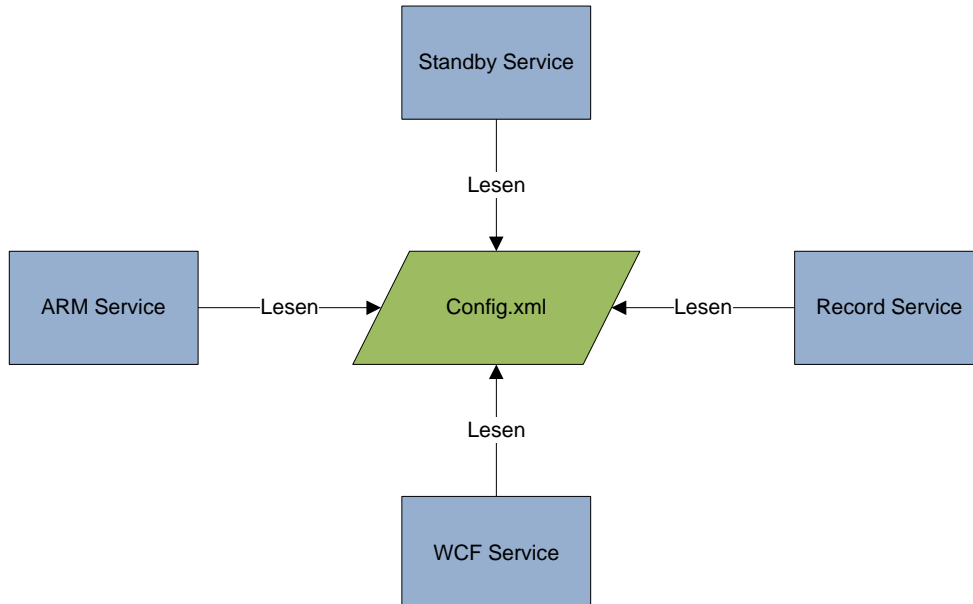 Standby Service
Lesen
ARM Service
Lesen
Config.xml
Lesen
Record Service
Lesen
WCF Service